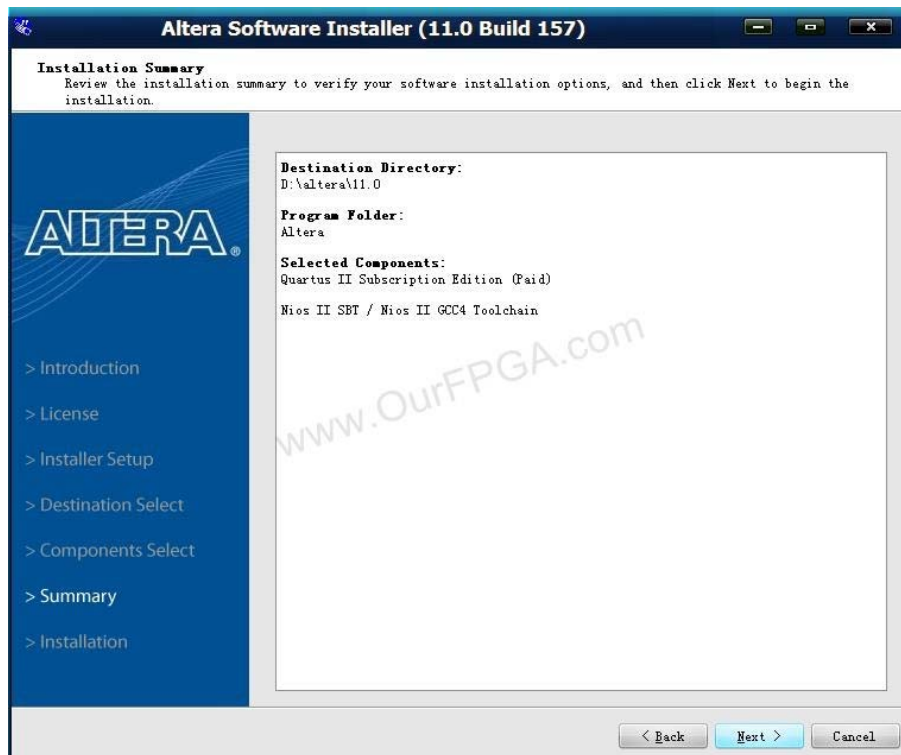 Altera Software Installer (11.0 Build 157)
Installation Summary
Review the installation summary to verify your software installation options, and then click Next to begin the
installation.
ALTERA®
> Introduction
> License
> Installer Setup
> Destination Select
> Components Select
> Summary
> Installation
Destination Directory:
D:\altera\11.0
Program Folder:
Altera
Selected Components:
Quartus II Subscription Edition (Paid)
Nios II SBT / Nios II GCC4 Toolchain
www.OurFPGA.com
< Back
Next >
Cancel